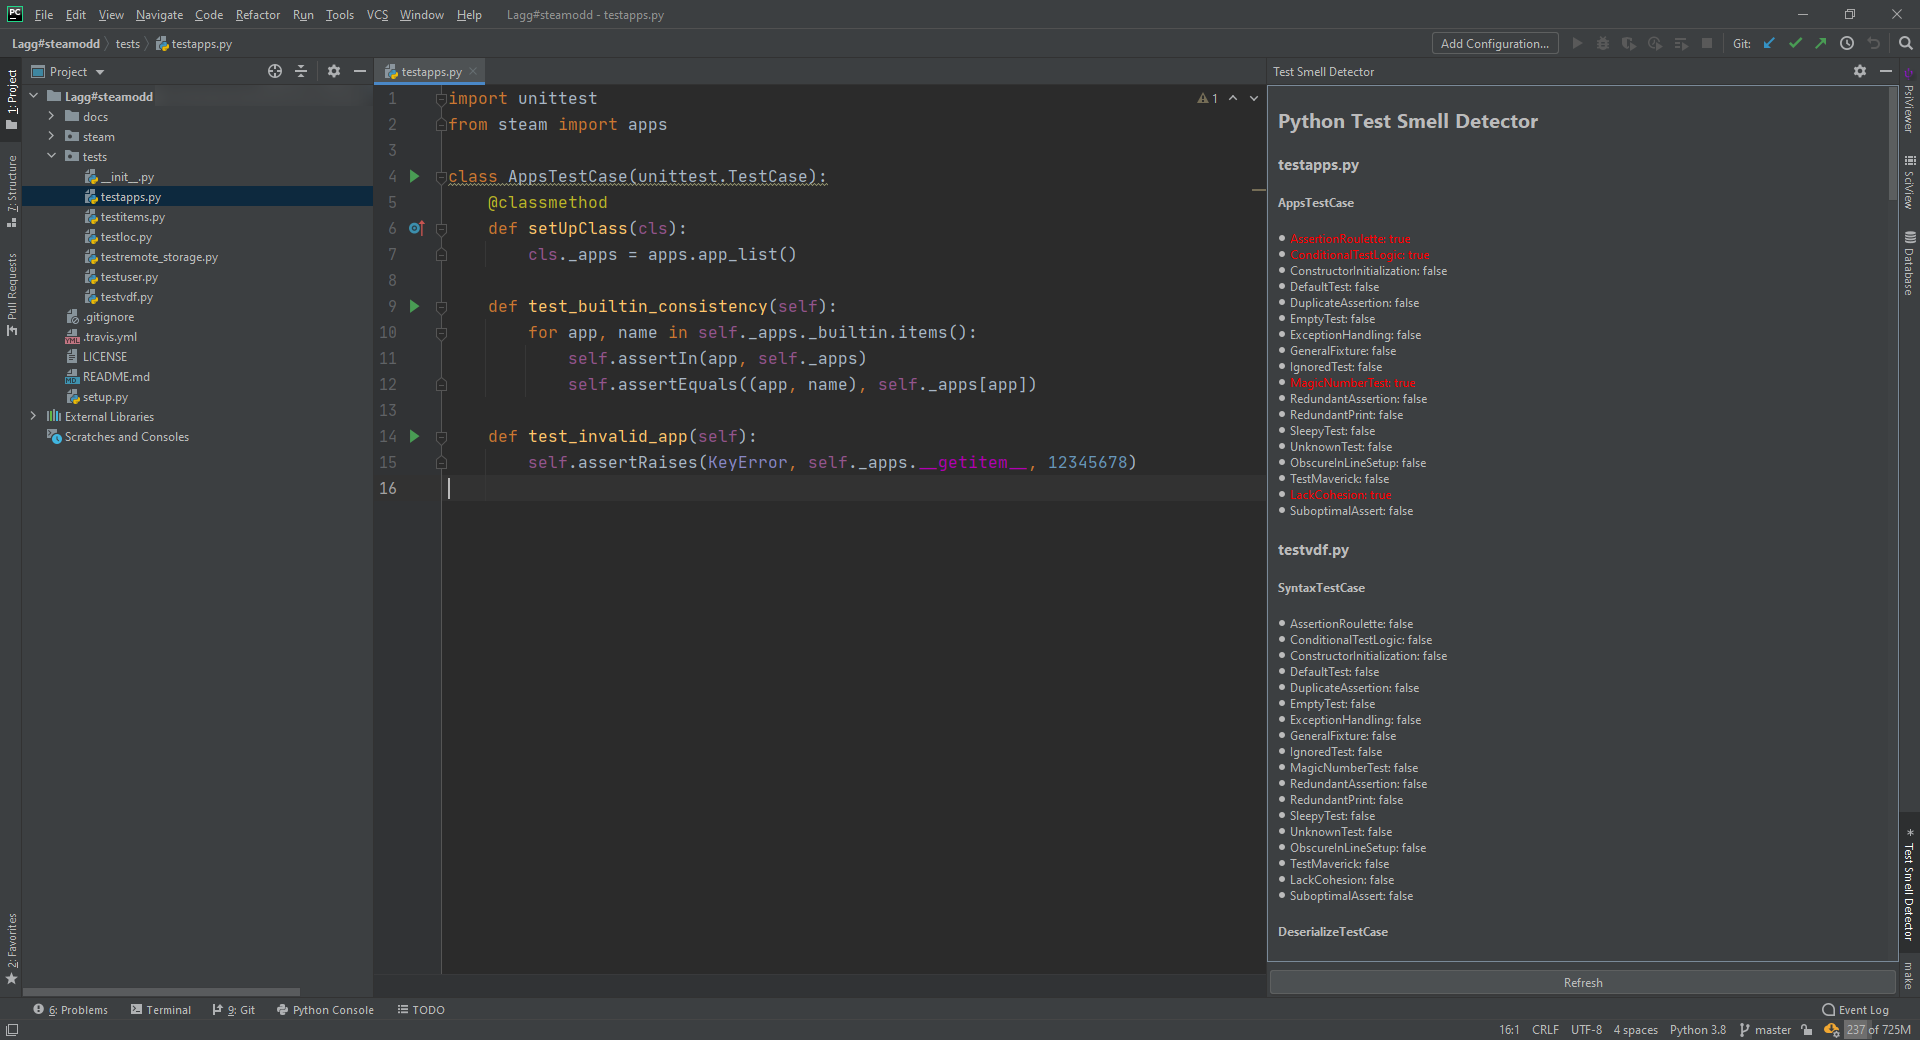 PC File Edit View Navigate Code Refactor Run Tools VCS Window Help Lagg#steamodd - testapps.py
Lagg#steamodd tests testapps.py Add Configuration... Git:
1: Project
7: Structure
Pull Requests
2: Favorites
Project
Lagg#steamodd
docs
steam
tests
__init__.py
testapps.py
testitems.py
testloc.py
testremote_storage.py
testuser.py
testvdf.py
.gitignore
.travis.yml
LICENSE
README.md
setup.py
External Libraries
Scratches and Consoles
testapps.py
1 import unittest
2 from steam import apps
3
4 class AppsTestCase(unittest.TestCase):
5 @classmethod
6 def setUpClass(cls):
7 cls._apps = apps.app_list()
8
9 def test_builtin_consistency(self):
10 for app, name in self._apps._builtin.items():
11 self.assertIn(app, self._apps)
12 self.assertEquals((app, name), self._apps[app])
13
14 def test_invalid_app(self):
15 self.assertRaises(KeyError, self._apps.__getitem__, 12345678)
16
1
Test Smell Detector
Python Test Smell Detector
testapps.py
AppsTestCase
AssertionRoulette: true
ConditionalTestLogic: true
ConstructorInitialization: false
DefaultTest: false
DuplicateAssertion: false
EmptyTest: false
ExceptionHandling: false
GeneralFixture: false
IgnoredTest: false
MagicNumberTest: true
RedundantAssertion: false
RedundantPrint: false
SleepyTest: false
UnknownTest: false
ObscureInLineSetup: false
TestMaverick: false
LackCohesion: true
SuboptimalAssert: false
testvdf.py
SyntaxTestCase
AssertionRoulette: false
ConditionalTestLogic: false
ConstructorInitialization: false
DefaultTest: false
DuplicateAssertion: false
EmptyTest: false
ExceptionHandling: false
GeneralFixture: false
IgnoredTest: false
MagicNumberTest: false
RedundantAssertion: false
RedundantPrint: false
SleepyTest: false
UnknownTest: false
ObscureInLineSetup: false
TestMaverick: false
LackCohesion: false
SuboptimalAssert: false
DeserializeTestCase
Refresh
PsiViewer
SciView
Database
Test Smell Detector
make
6: Problems Terminal 9: Git Python Console TODO Event Log
16:1 CRLF UTF-8 4 spaces Python 3.8 master 237 of 725M